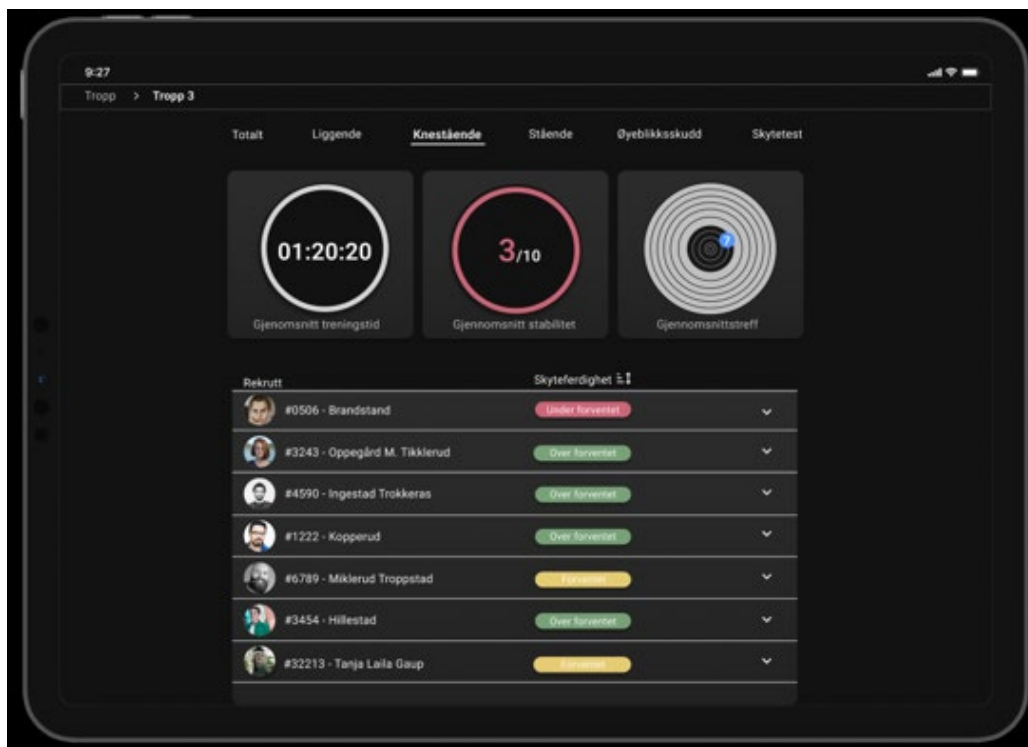 9:27
Tropp > Tropp 3
Totalt Liggende Knestående Stående Øyeblikksskudd Skytetest
01:20:20 3/10 7
Gjenomsnitt treningstid Gjennomsnitt stabilitet Gjennomsnittstreff
Rekrutt Skyteferdighet
#0506 - Brandstand Under forventet
#3243 - Oppegård M. Tikklerud Over forventet
#4590 - Ingestad Trokkeras Over forventet
#1222 - Kopperud Over forventet
#6789 - Miklerud Troppstad Forventet
#3454 - Hillestad Over forventet
#32213 - Tanja Laila Gaup Forventet